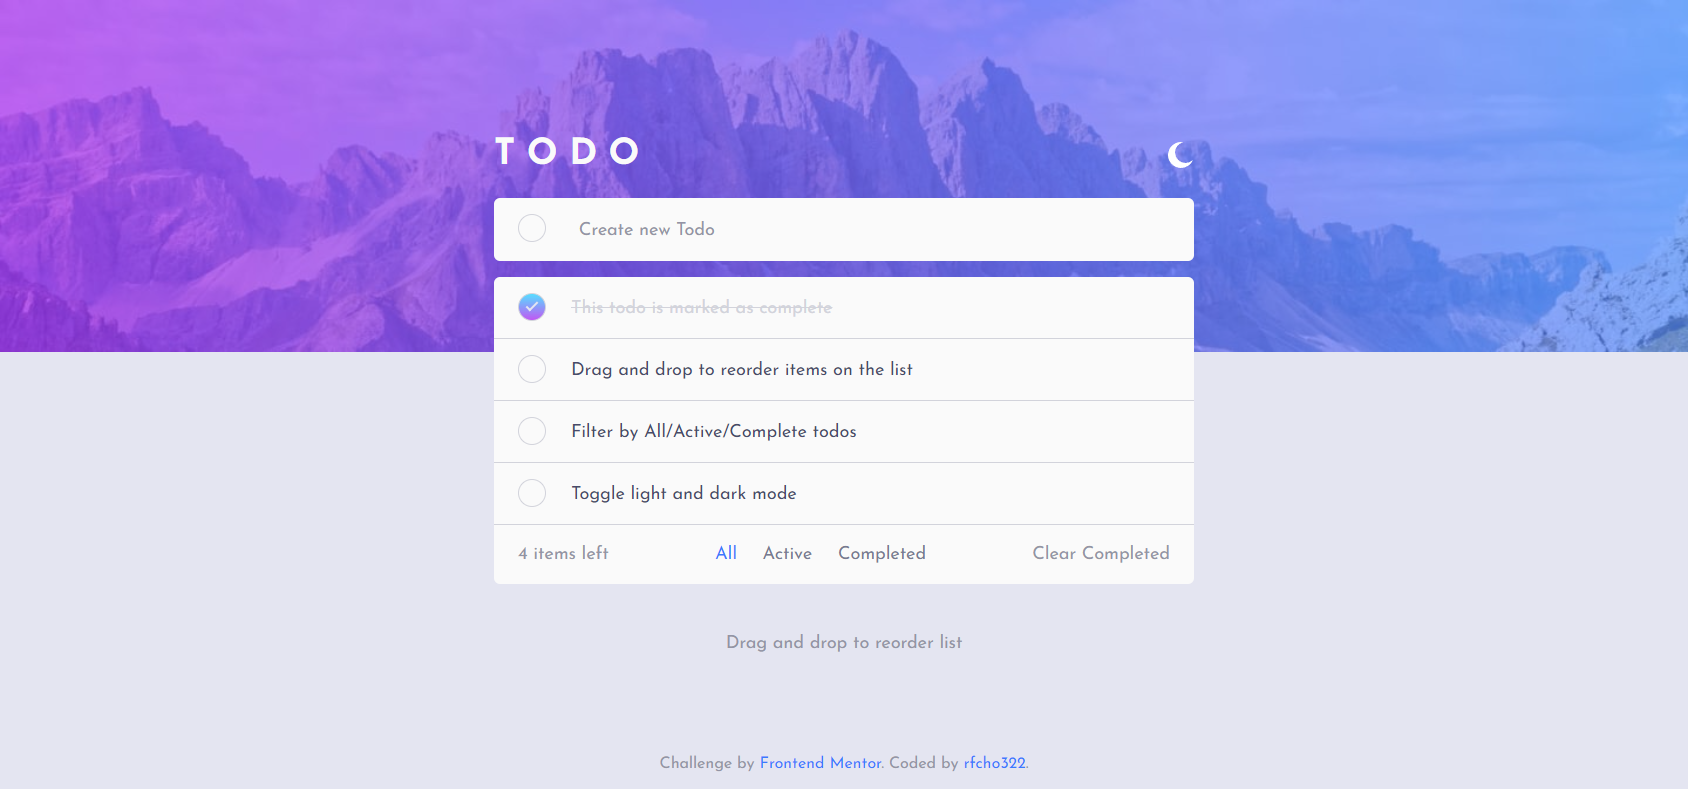 TODO
Create new Todo
This todo is marked as complete
Drag and drop to reorder items on the list
Filter by All/Active/Complete todos
Toggle light and dark mode
4 items left All Active Completed Clear Completed
Drag and drop to reorder list
Challenge by Frontend Mentor. Coded by rfcho322.